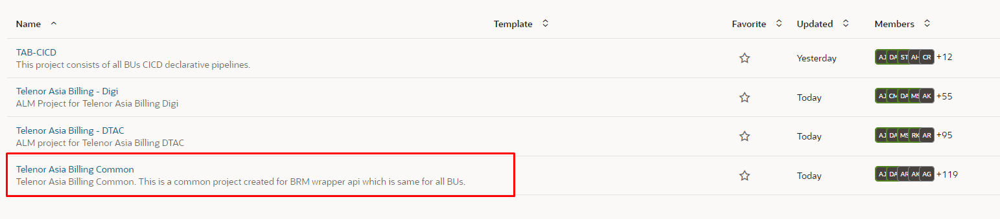 Name Template Favorite Updated Members
TAB-CICD
This project consists of all BUs CICD declarative pipelines.
Yesterday
AJ DA ST AH CR +12
Telenor Asia Billing - Digi
ALM Project for Telenor Asia Billing Digi
Today
AJ CM DA MS AK +55
Telenor Asia Billing - DTAC
ALM project for Telenor Asia Billing DTAC
Today
AJ DA MS RK AR +95
Telenor Asia Billing Common
Telenor Asia Billing Common. This is a common project created for BRM wrapper api which is same for all BUs.
Today
AJ DA AR AK AG +119